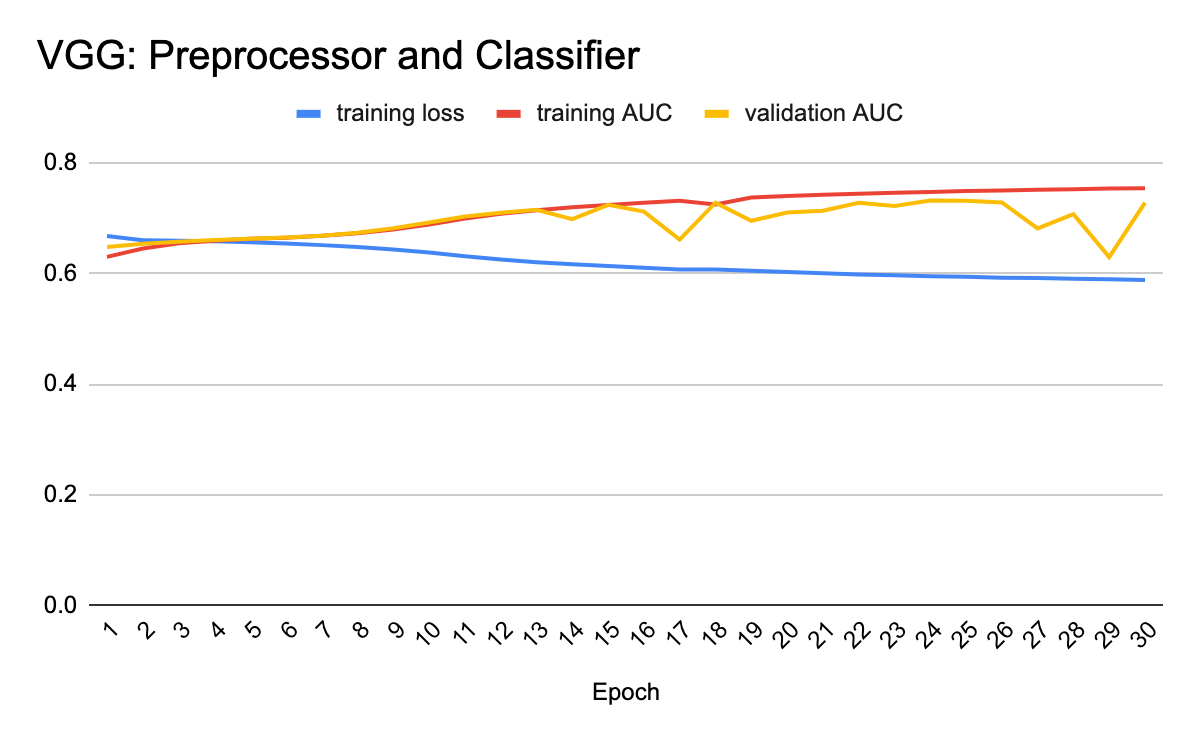 VGG: Preprocessor and Classifier
training loss training AUC validation AUC
0.8
0.6
0.4
0.2
0.0
1 2 3 4 5 6 7 8 9 10 11 12 13 14 15 16 17 18 19 20 21 22 23 24 25 26 27 28 29 30
Epoch